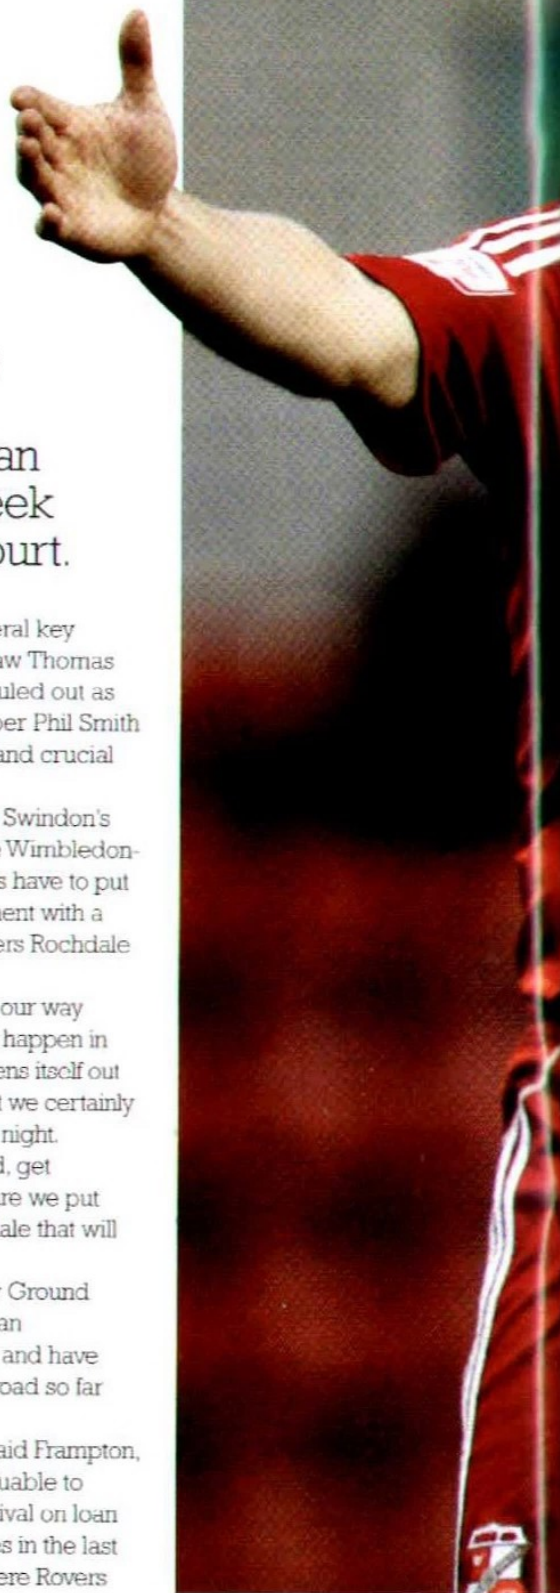 an
eek
ourt.
eral key
aw Thomas
uled out as
per Phil Smith
and crucial
Swindon's
Wimbledon-
s have to put
ment with a
ers Rochdale
our way
happen in
ens itself out
t we certainly
night.
d, get
re we put
ale that will
Ground
an
and have
oad so far
aid Frampton,
uable to
ival on loan
es in the last
ere Rovers